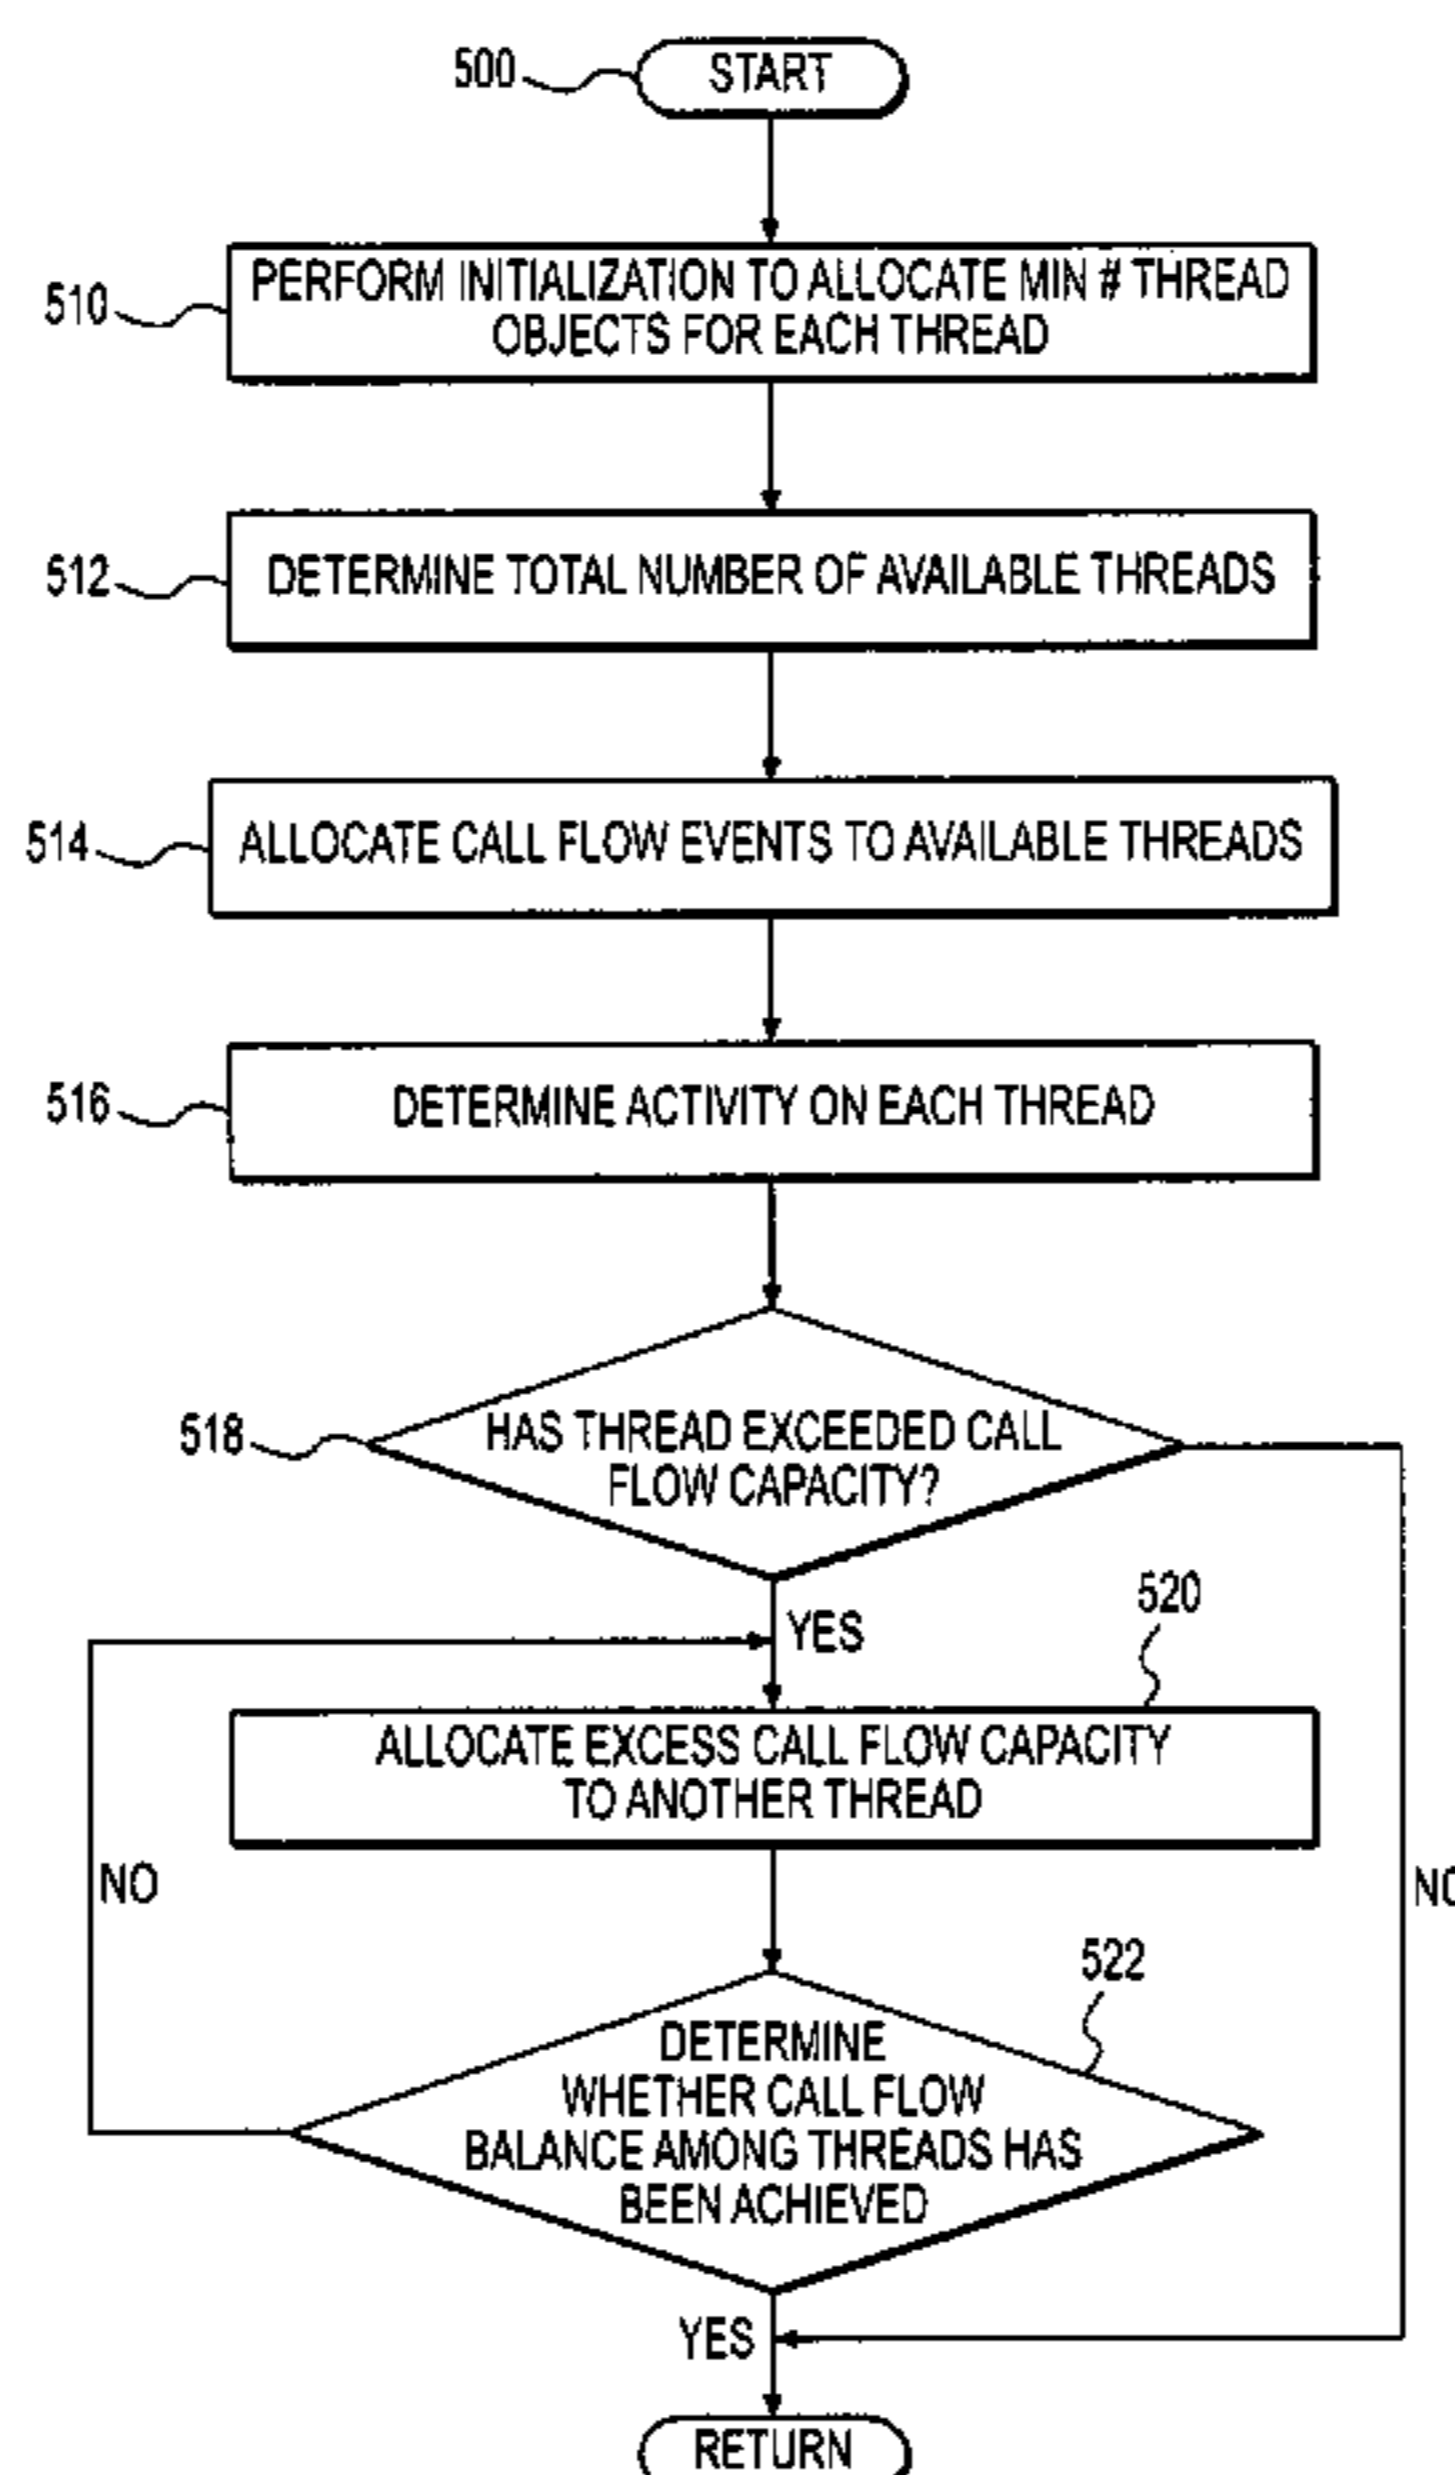 500
START
510
PERFORM INITIALIZATION TO ALLOCATE MIN # THREAD
OBJECTS FOR EACH THREAD
512
DETERMINE TOTAL NUMBER OF AVAILABLE THREADS
514
ALLOCATE CALL FLOW EVENTS TO AVAILABLE THREADS
516
DETERMINE ACTIVITY ON EACH THREAD
518
HAS THREAD EXCEEDED CALL
FLOW CAPACITY?
YES
520
ALLOCATE EXCESS CALL FLOW CAPACITY
TO ANOTHER THREAD
NO
NO
522
DETERMINE
WHETHER CALL FLOW
BALANCE AMONG THREADS HAS
BEEN ACHIEVED
YES
RETURN